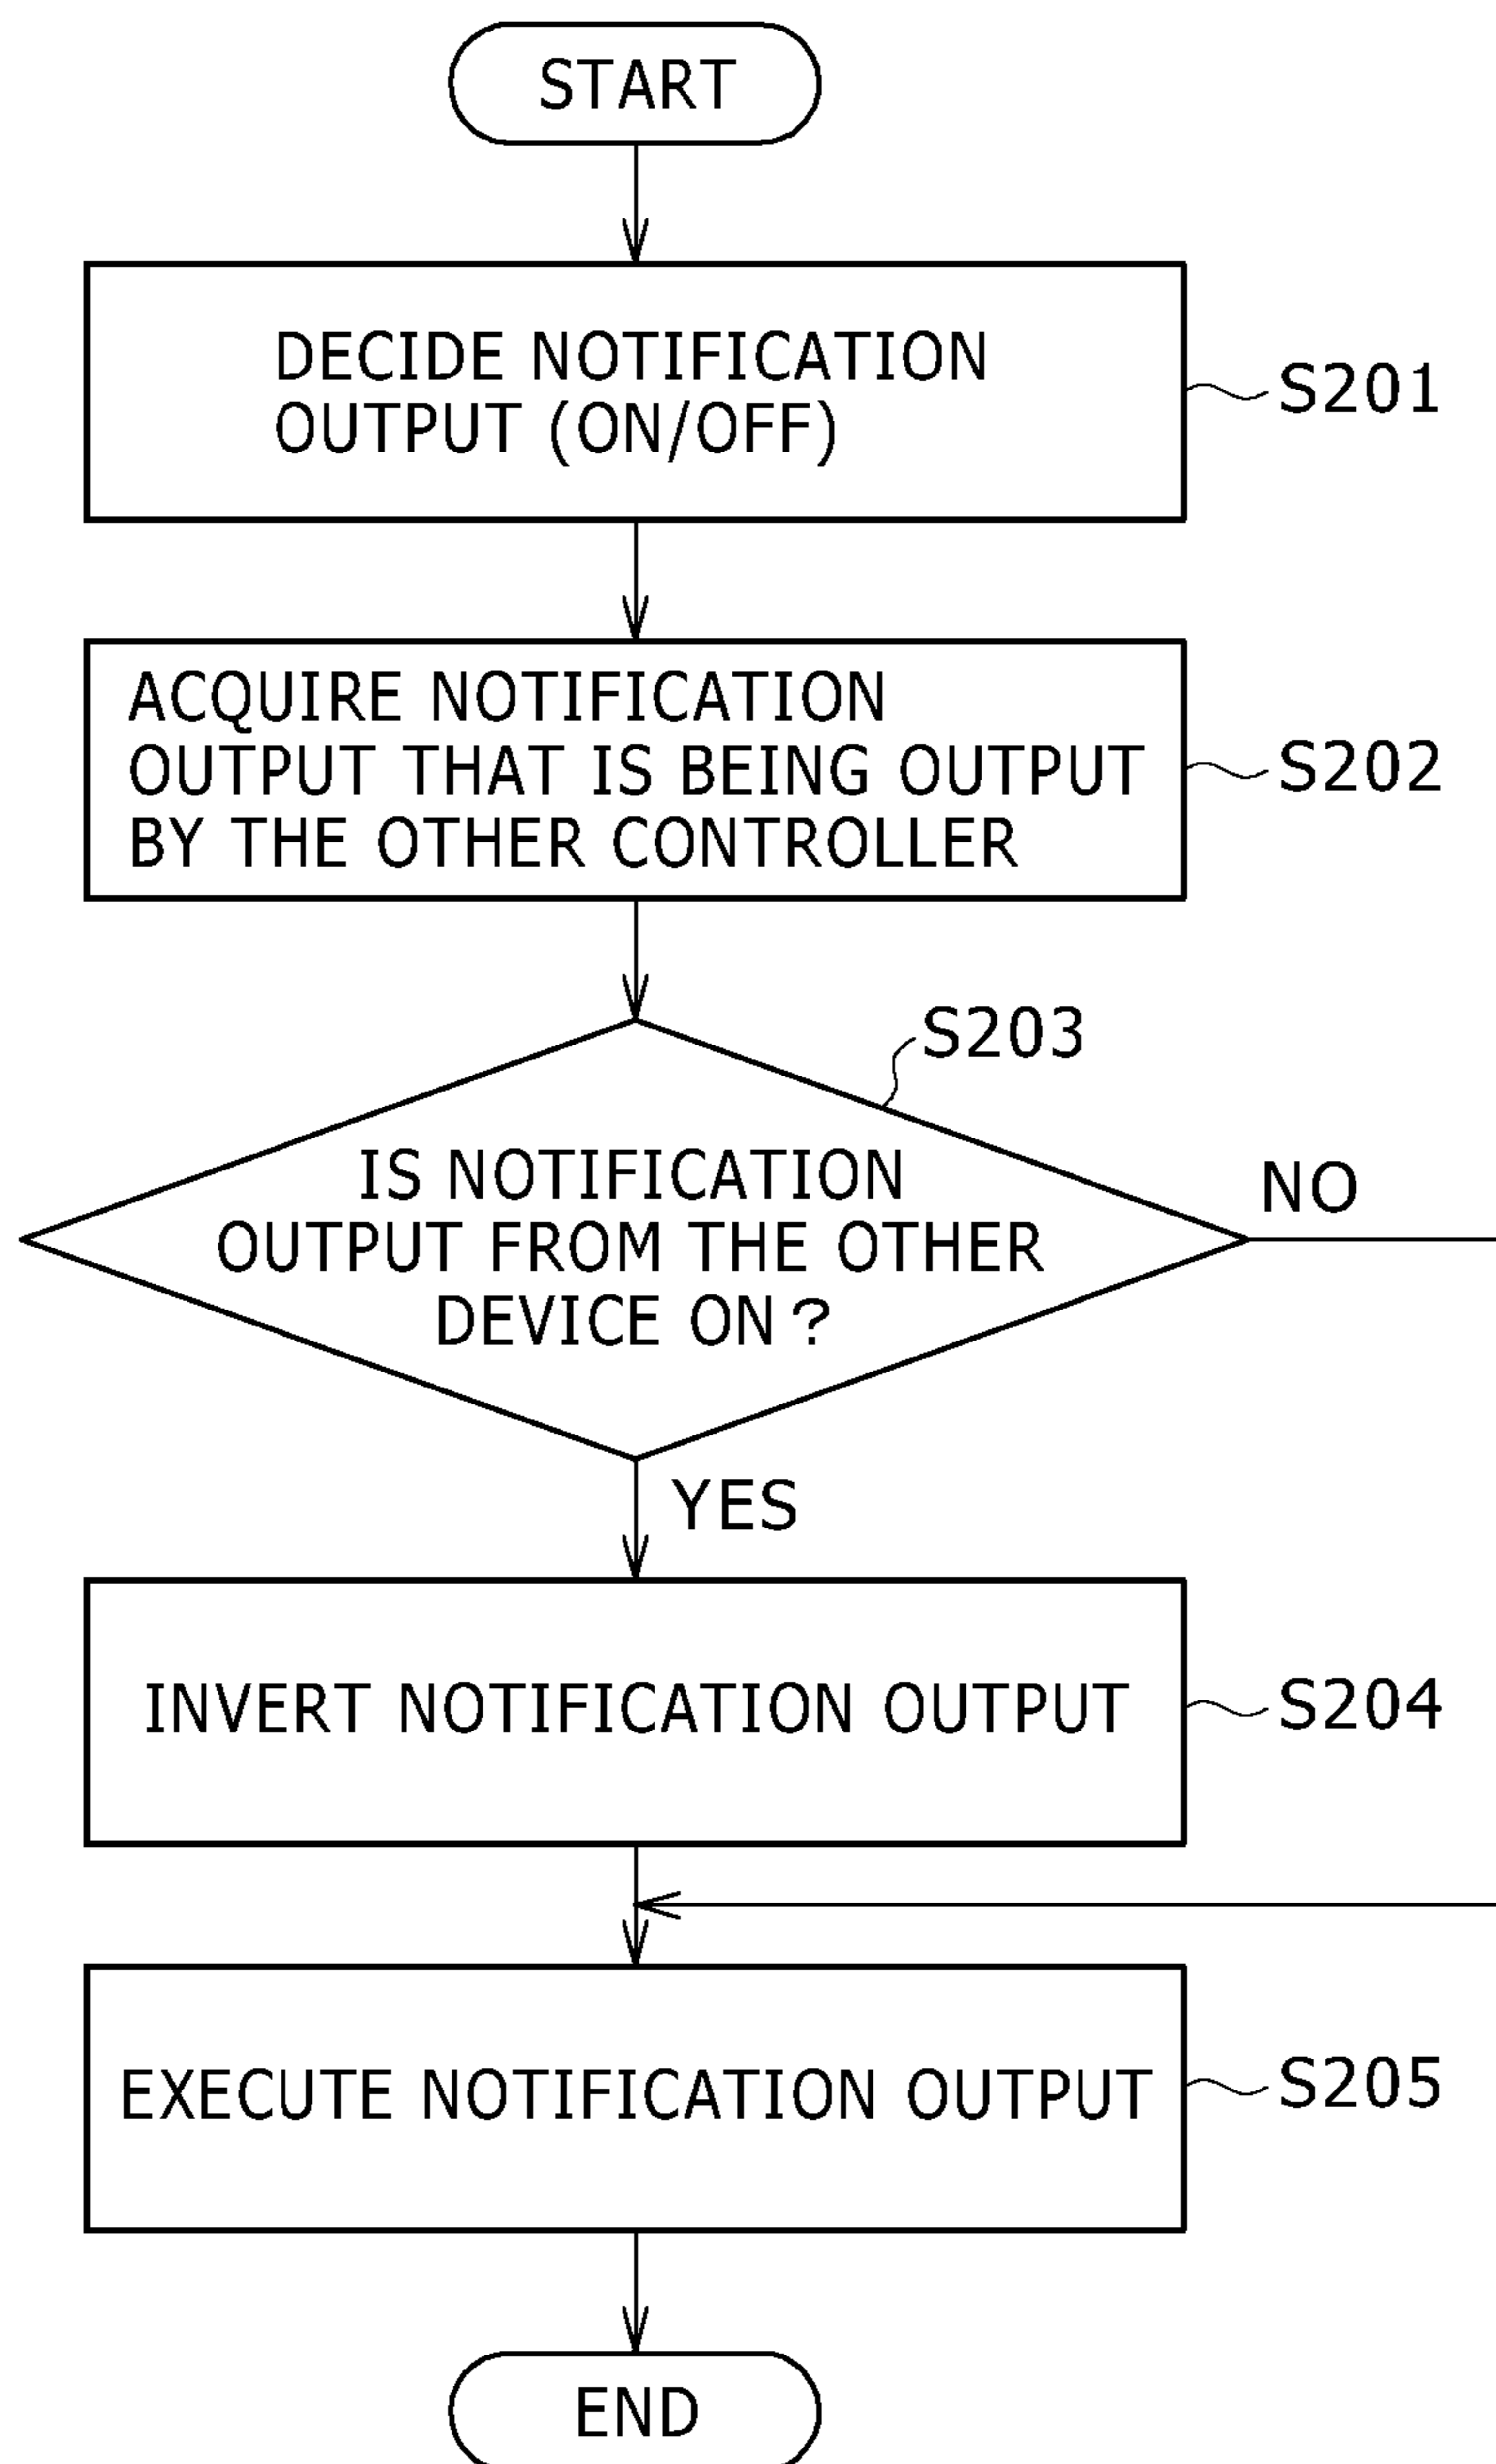 START
DECIDE NOTIFICATION
OUTPUT (ON/OFF)
S201
ACQUIRE NOTIFICATION
OUTPUT THAT IS BEING OUTPUT
BY THE OTHER CONTROLLER
S202
S203
IS NOTIFICATION
OUTPUT FROM THE OTHER
DEVICE ON ?
NO
YES
INVERT NOTIFICATION OUTPUT
S204
EXECUTE NOTIFICATION OUTPUT
S205
END